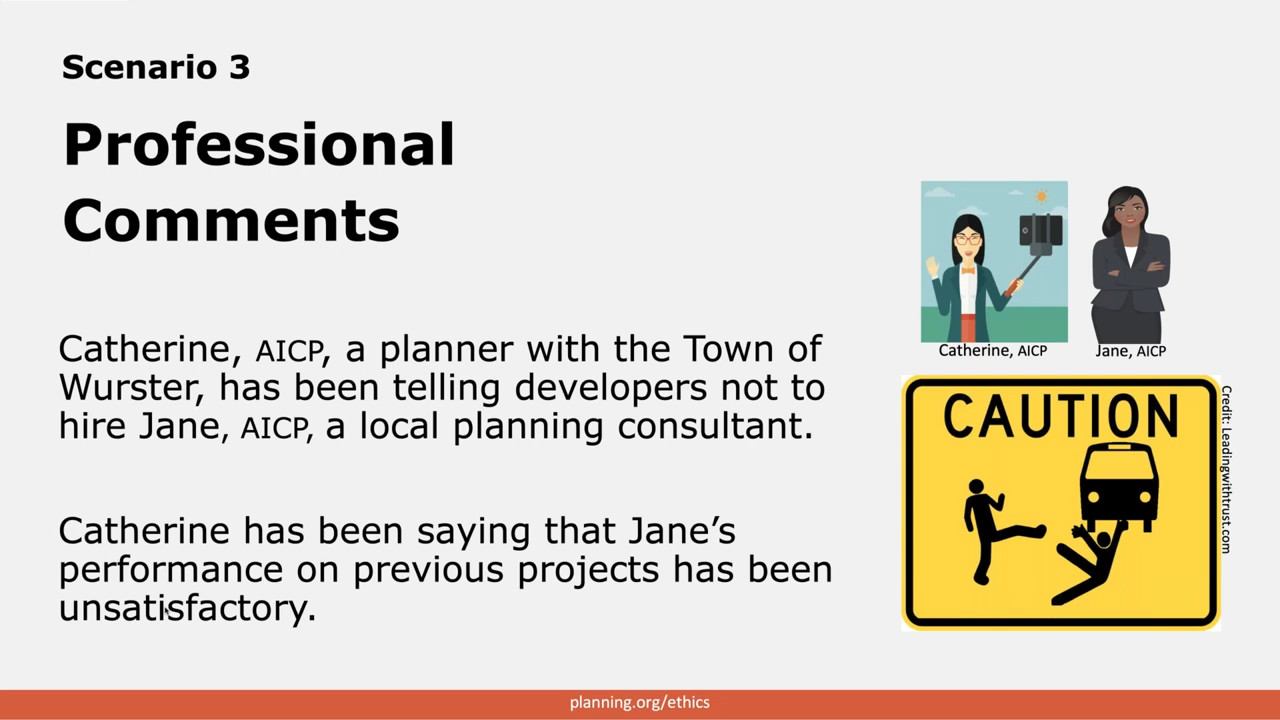 Scenario 3
Professional
Comments
Catherine, AICP, a planner with the Town of
Wurster, has been telling developers not to
hire Jane, AICP, a local planning consultant.
Catherine has been saying that Jane’s
performance on previous projects has been
unsatisfactory.
Catherine, AICP
Jane, AICP
CAUTION
Credit: Leadingwithtrust.com
planning.org/ethics